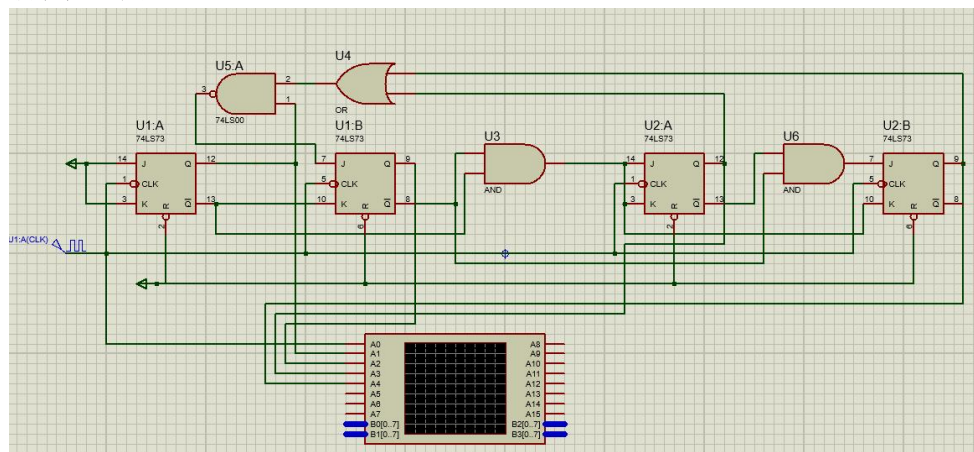 U4
U5:A
3
2
1
74LS00
OR
U1:A
74LS73
U1:B
74LS73
U3
U2:A
74LS73
U6
U2:B
74LS73
14 J Q 12
1 CLK
3 K Q 13
R
2
7 J Q 9
5 CLK
10 K Q 8
R
6
AND
14 J Q 12
1 CLK
3 K Q 13
R
2
AND
7 J Q 9
5 CLK
10 K Q 8
R
6
U1:A(CLK)
A0 A8
A1 A9
A2 A10
A3 A11
A4 A12
A5 A13
A6 A14
A7 A15
B0[0..7] B2[0..7]
B1[0..7] B3[0..7]